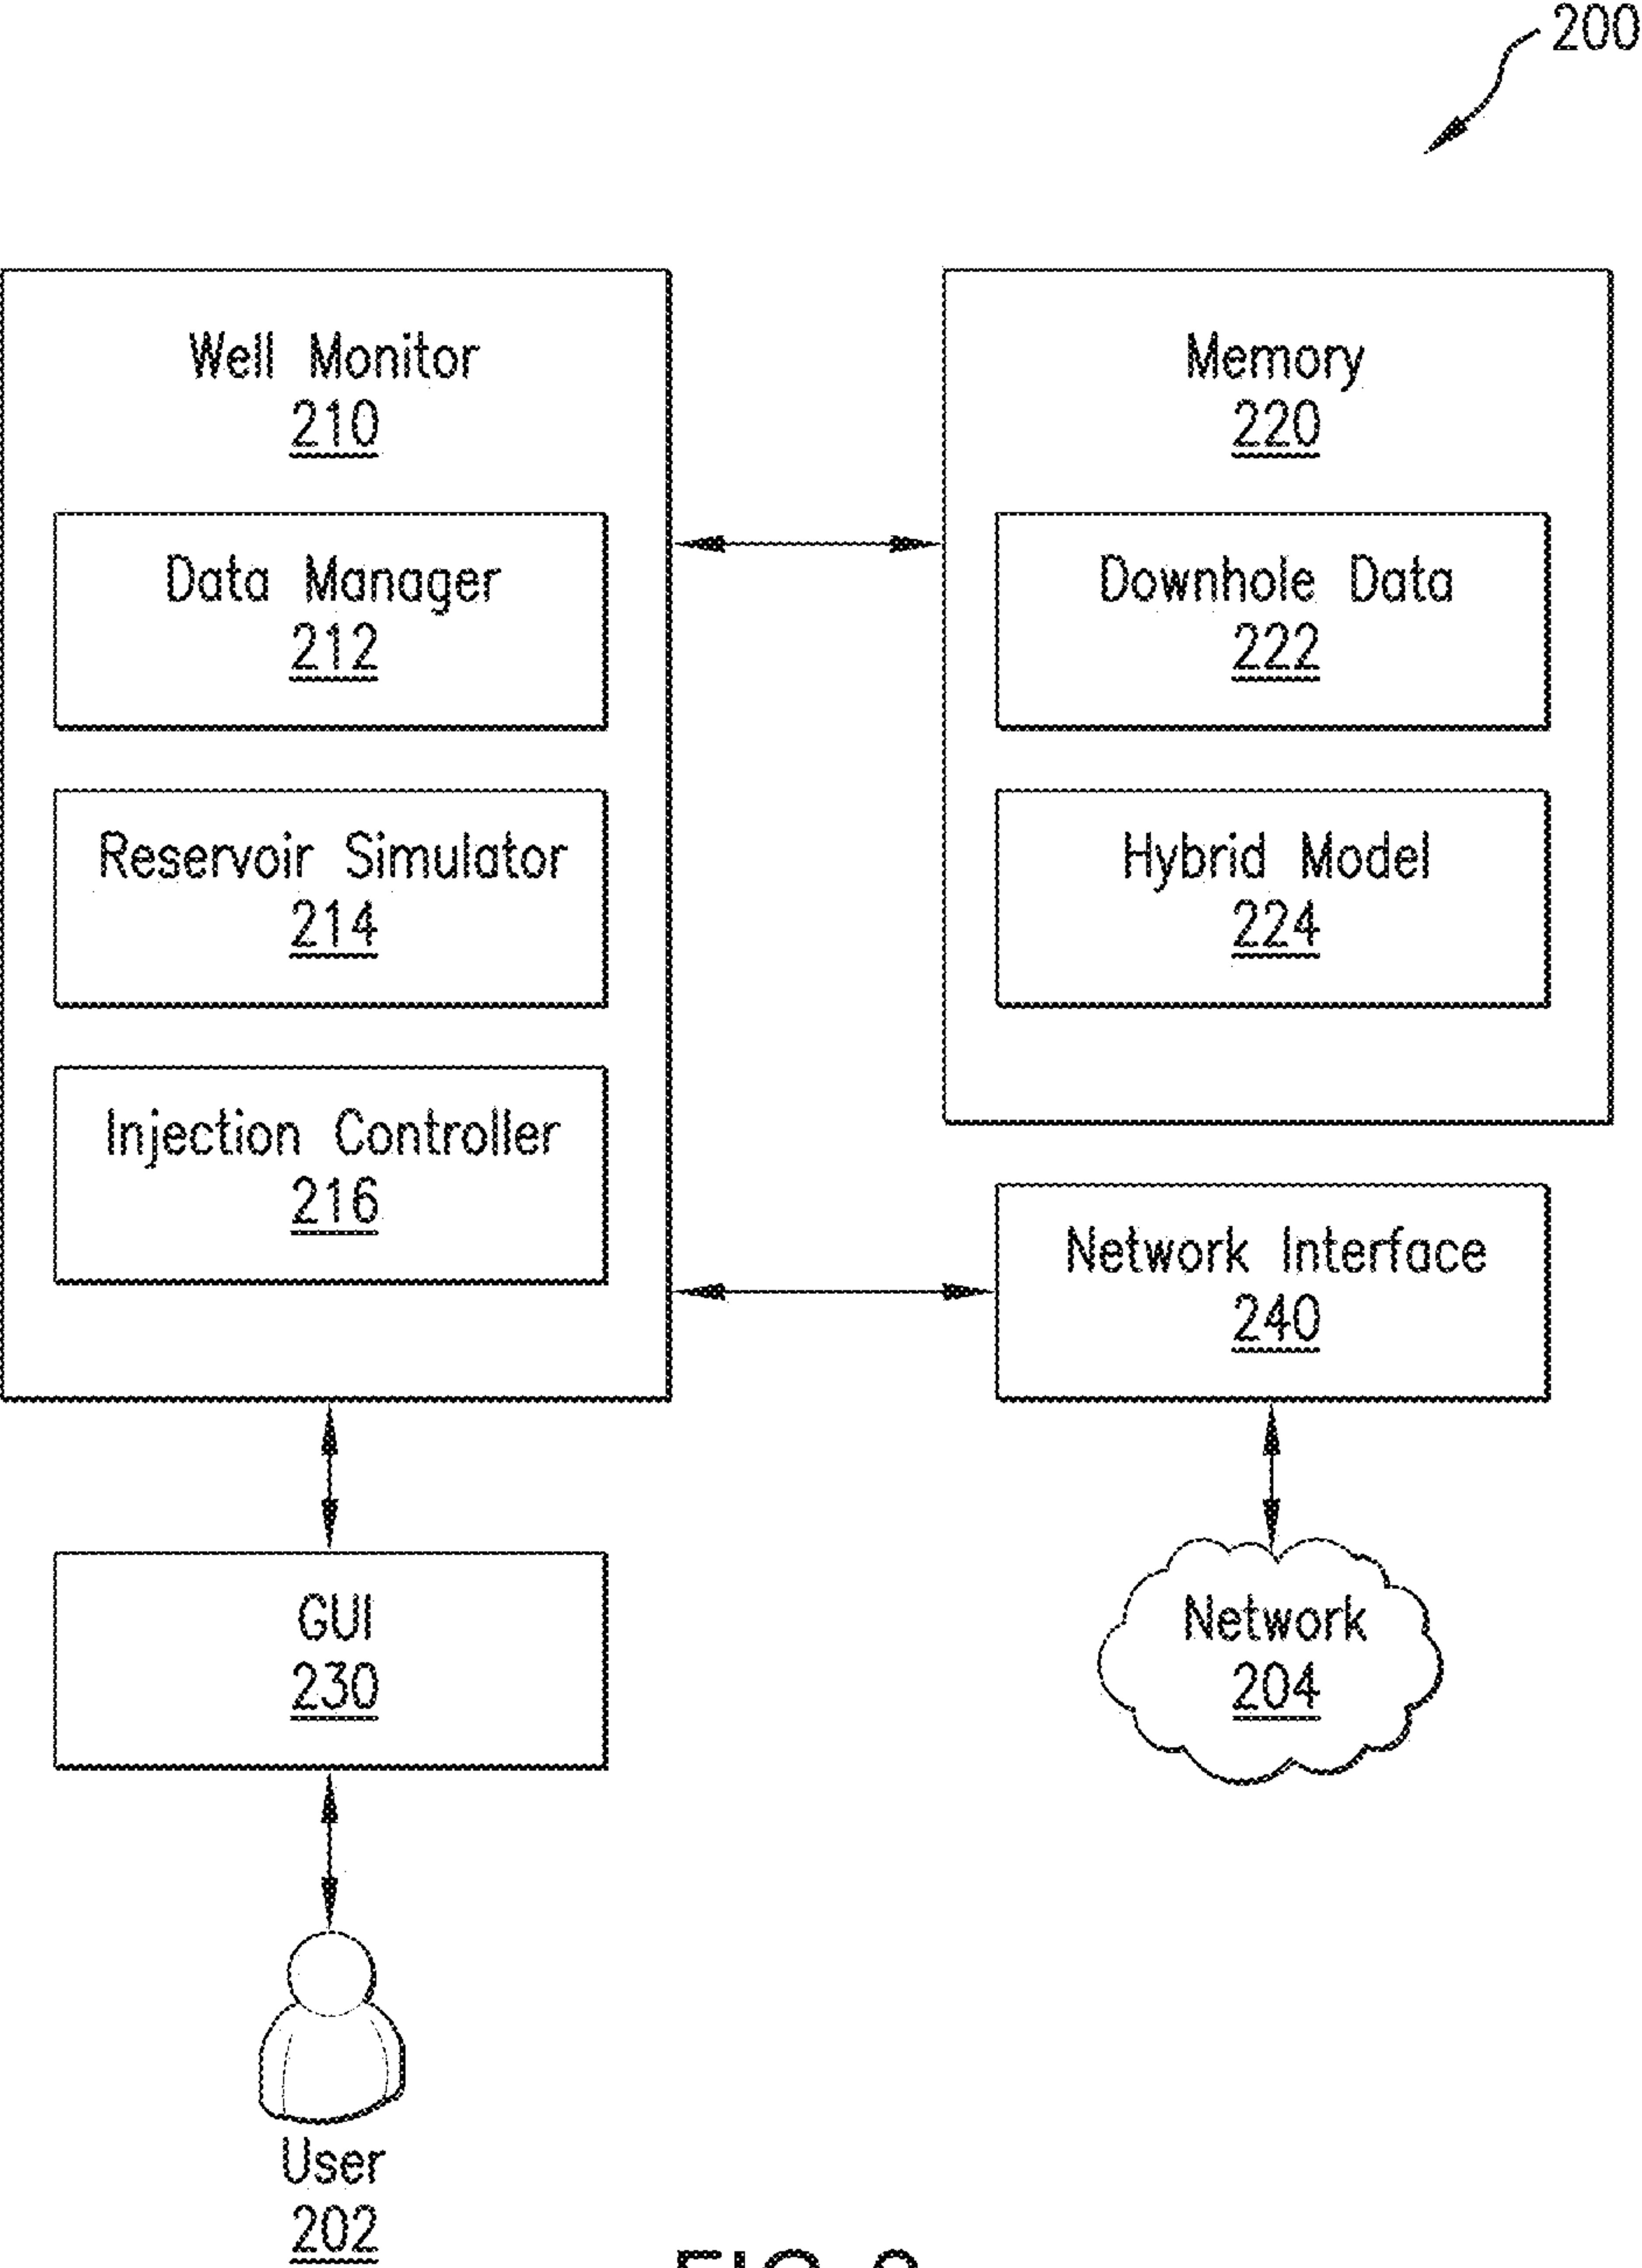 200
Well Monitor
210
Data Manager
212
Reservoir Simulator
214
Injection Controller
216
Memory
220
Downhole Data
222
Hybrid Model
224
Network Interface
240
GUI
230
Network
204
User
202